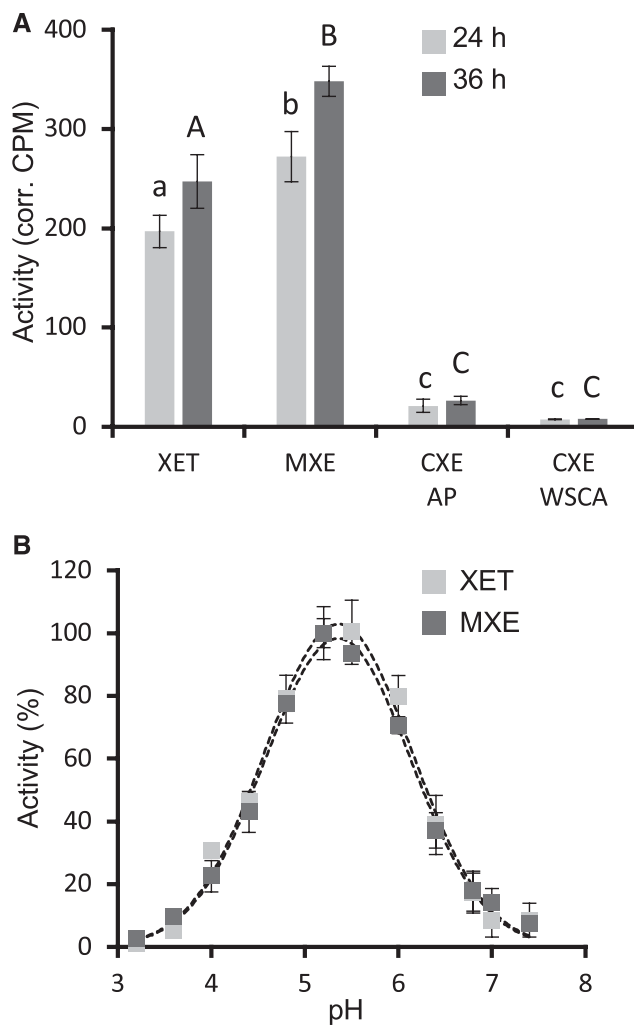 A
400
300
200
100
0
Activity (corr. CPM)
24 h
36 h
a
A
b
B
c
C
c
C
XET
MXE
CXE
AP
CXE
WSCA
B
120
100
80
60
40
20
0
Activity (%)
XET
MXE
3 4 5 6 7 8
pH